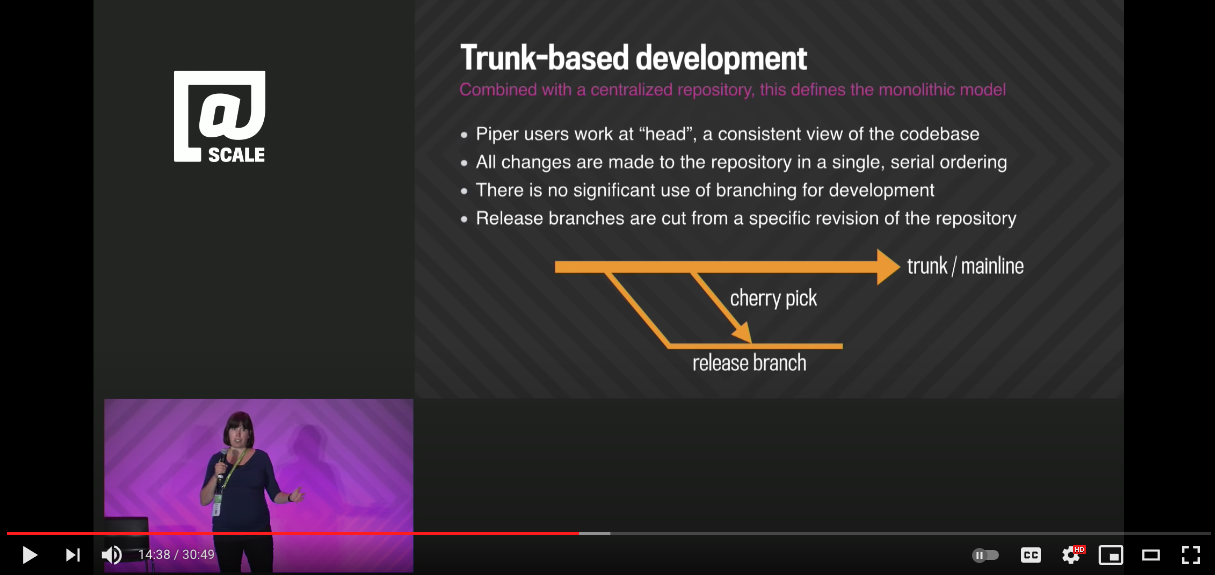 @
SCALE
Trunk-based development
Combined with a centralized repository, this defines the monolithic model
• Piper users work at “head”, a consistent view of the codebase
• All changes are made to the repository in a single, serial ordering
• There is no significant use of branching for development
• Release branches are cut from a specific revision of the repository
trunk / mainline
cherry pick
release branch
14:38 / 30:49
CC
HD